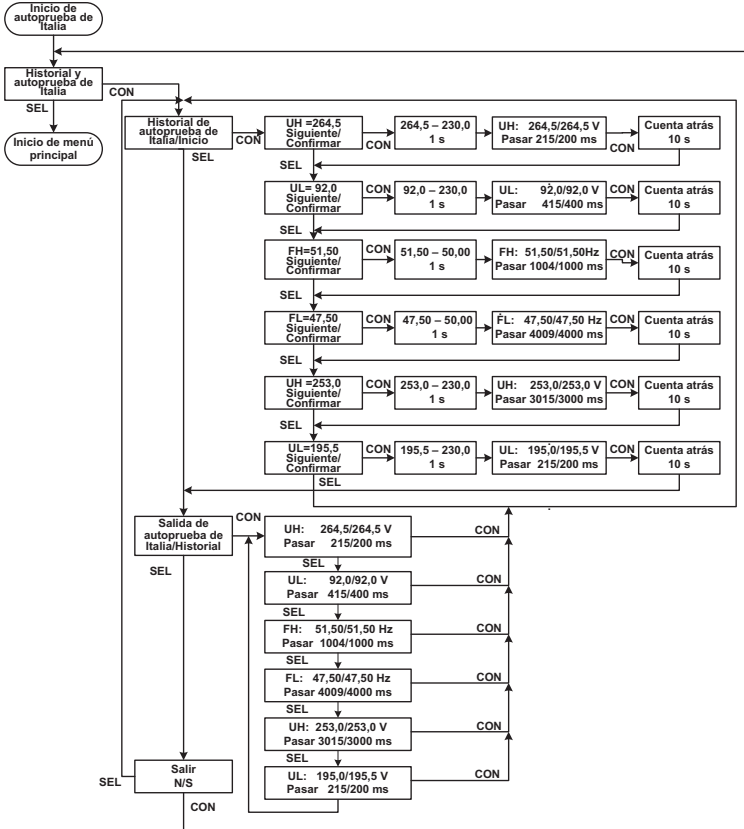 Inicio de
autoprueba de
Italia
Historial y
autoprueba de
Italia
CON
SEL
Inicio de menú
principal
Historial de
autoprueba de
Italia/Inicio
CON
SEL
UH =264,5
Siguiente/
Confirmar
CON
264,5 – 230,0
1 s
UH: 264,5/264,5 V
Pasar 215/200 ms
CON
Cuenta atrás
10 s
SEL
UL= 92,0
Siguiente/
Confirmar
CON
92,0 – 230,0
1 s
UL: 92,0/92,0 V
Pasar 415/400 ms
CON
Cuenta atrás
10 s
SEL
FH=51,50
Siguiente/
Confirmar
CON
51,50 – 50,00
1 s
FH: 51,50/51,50Hz
Pasar 1004/1000 ms
CON
Cuenta atrás
10 s
SEL
FL=47,50
Siguiente/
Confirmar
CON
47,50 – 50,00
1 s
FL: 47,50/47,50 Hz
Pasar 4009/4000 ms
CON
Cuenta atrás
10 s
SEL
UH =253,0
Siguiente/
Confirmar
CON
253,0 – 230,0
1 s
UH: 253,0/253,0 V
Pasar 3015/3000 ms
CON
Cuenta atrás
10 s
SEL
UL=195,5
Siguiente/
Confirmar
CON
195,5 – 230,0
1 s
UL: 195,0/195,5 V
Pasar 215/200 ms
CON
Cuenta atrás
10 s
SEL
Salida de
autoprueba de
Italia/Historial
CON
SEL
UH: 264,5/264,5 V
Pasar 215/200 ms
CON
SEL
UL: 92,0/92,0 V
Pasar 415/400 ms
CON
SEL
FH: 51,50/51,50 Hz
Pasar 1004/1000 ms
CON
SEL
FL: 47,50/47,50 Hz
Pasar 4009/4000 ms
CON
SEL
UH: 253,0/253,0 V
Pasar 3015/3000 ms
CON
SEL
UL: 195,0/195,5 V
Pasar 215/200 ms
CON
Salir
N/S
SEL
CON